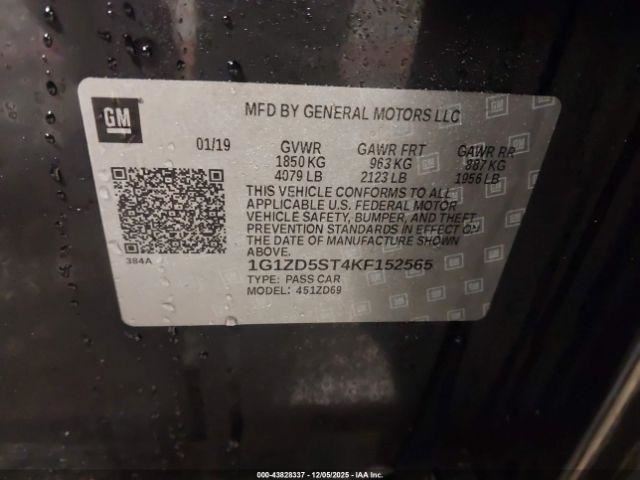 GM
MFD BY GENERAL MOTORS LLC
01/19 GVWR GAWR FRT GAWR RR
1850 KG 963 KG 887 KG
4079 LB 2123 LB 1956 LB
THIS VEHICLE CONFORMS TO ALL
APPLICABLE U.S. FEDERAL MOTOR
VEHICLE SAFETY, BUMPER, AND THEFT
PREVENTION STANDARDS IN EFFECT ON
THE DATE OF MANUFACTURE SHOWN
ABOVE.
384A
1G1ZD5ST4KF152565
TYPE: PASS CAR
MODEL: 451ZD69
000-43828337 - 12/05/2025 - IAA Inc.